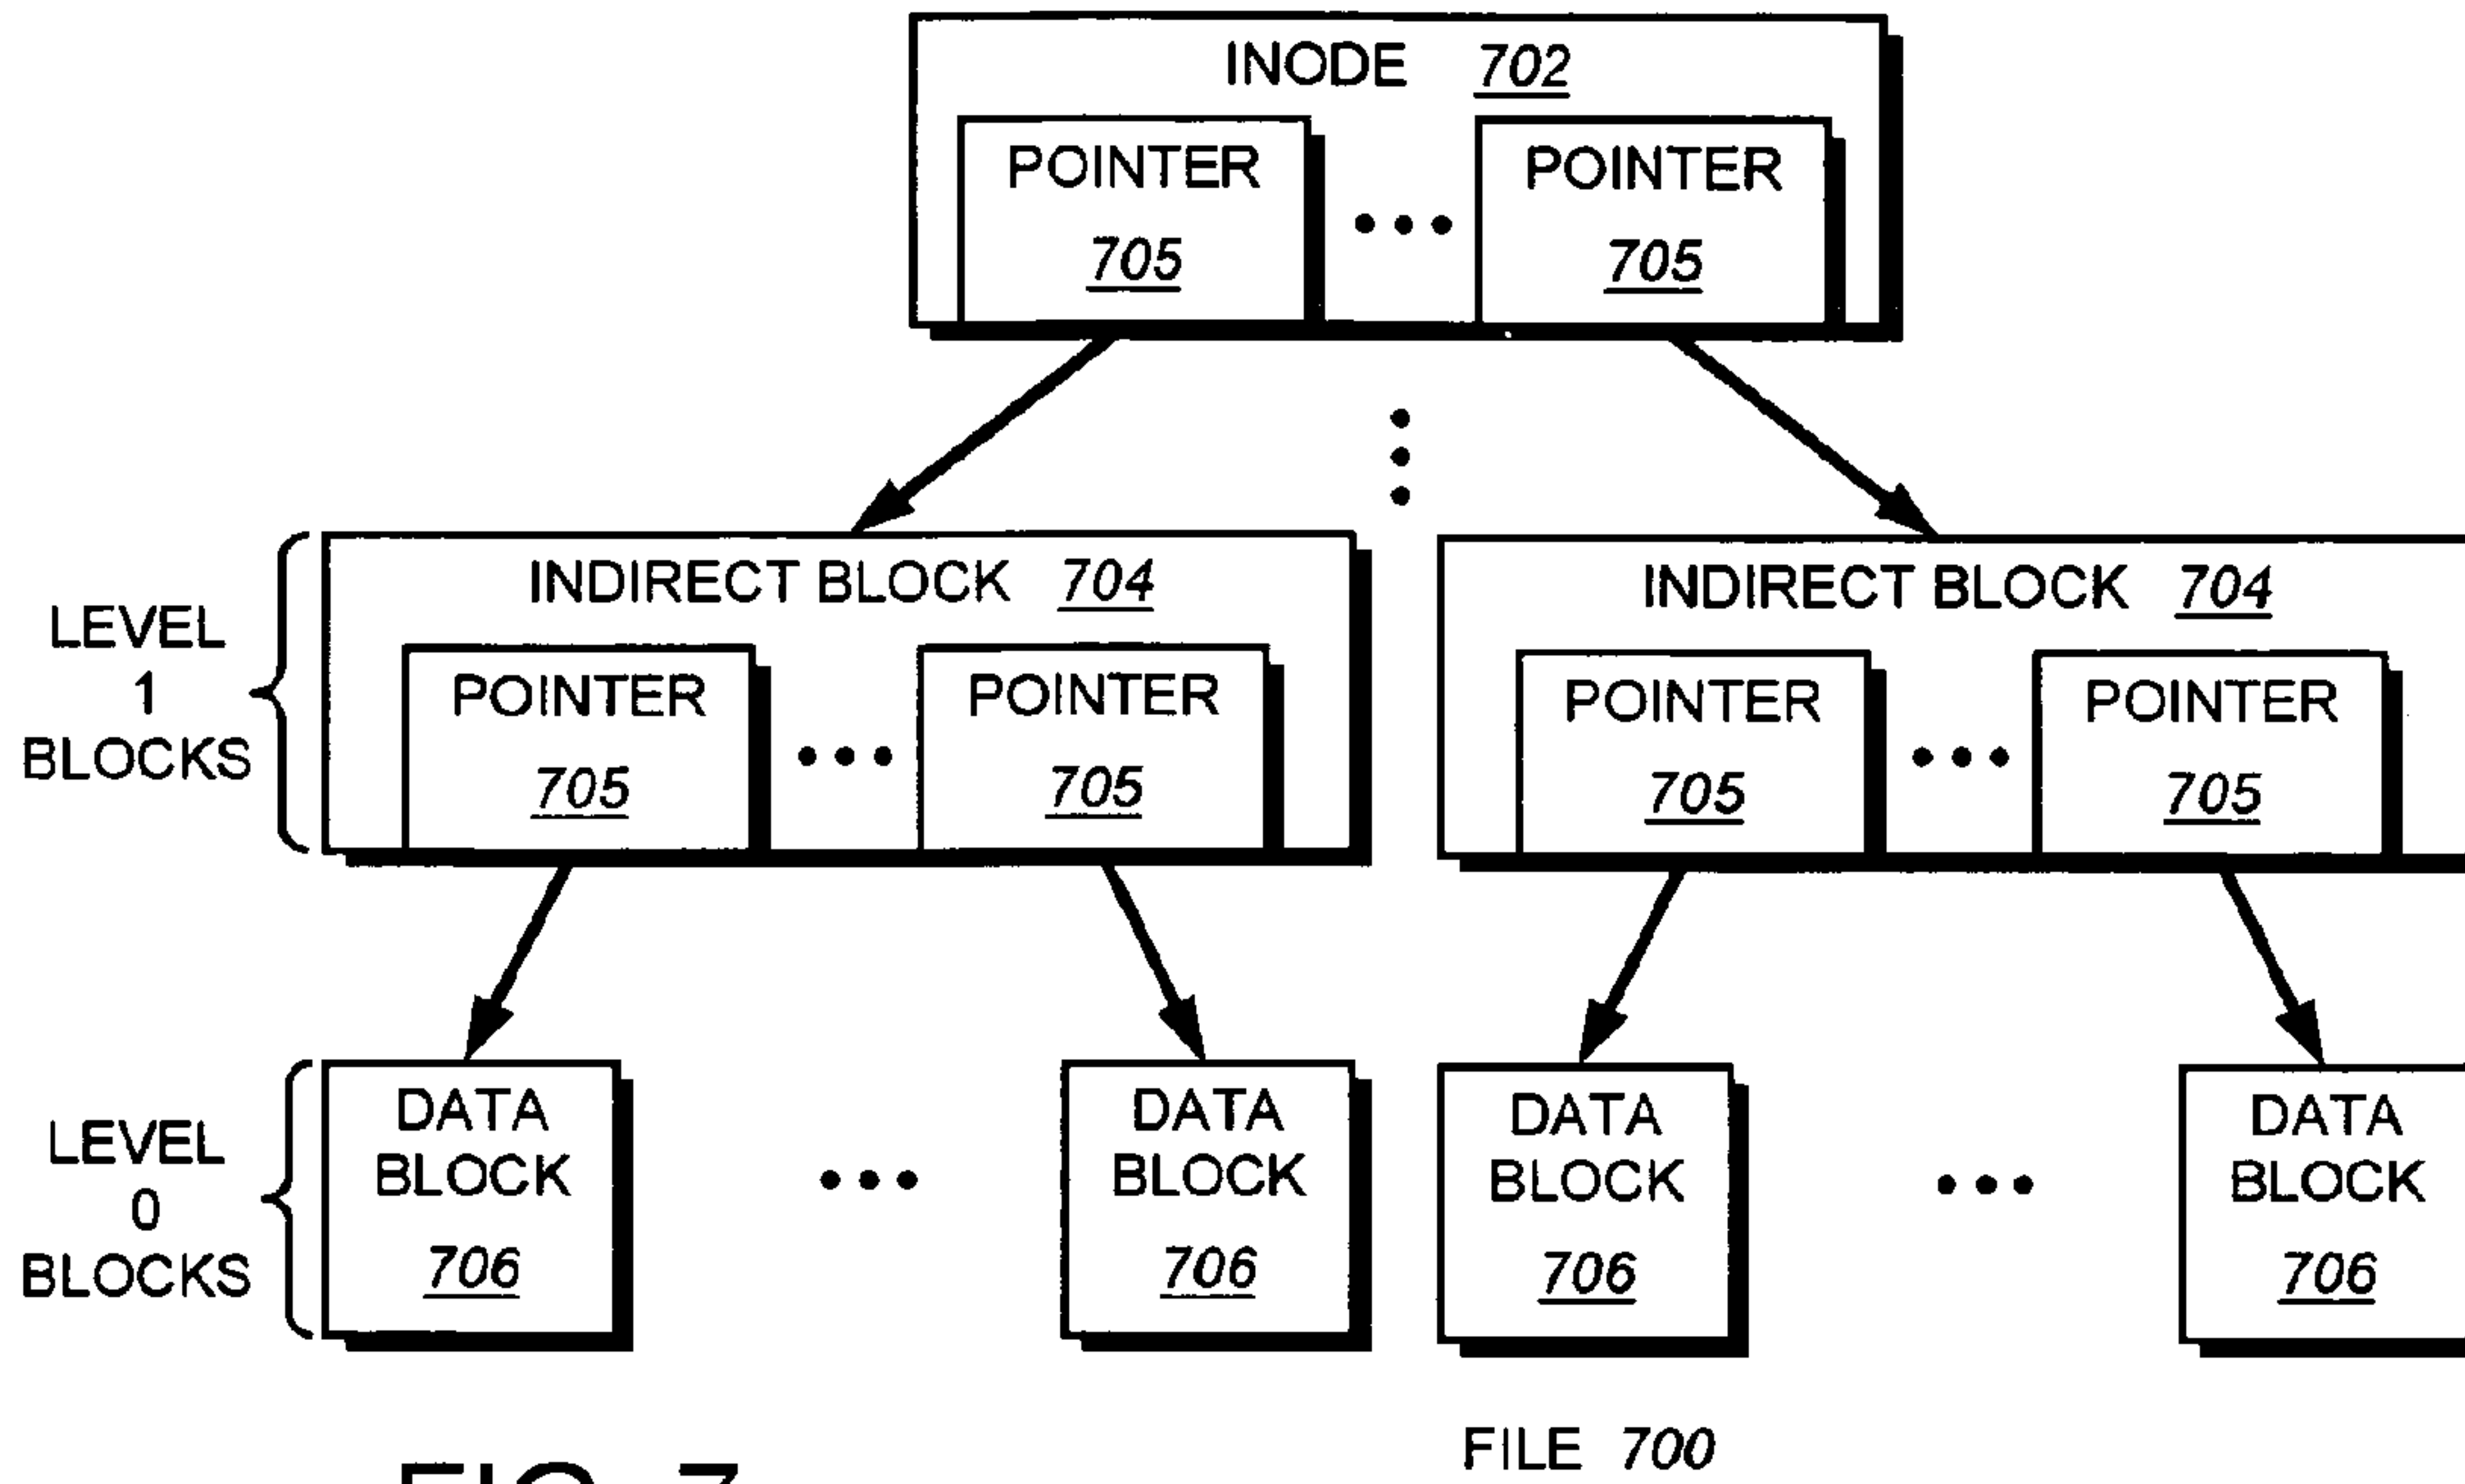 INODE 702
POINTER POINTER
705 ••• 705
INDIRECT BLOCK 704
INDIRECT BLOCK 704
LEVEL
1
BLOCKS
POINTER POINTER
705 ••• 705
POINTER POINTER
705 ••• 705
LEVEL
0
BLOCKS
DATA
BLOCK
706
•••
DATA
BLOCK
706
DATA
BLOCK
706
•••
DATA
BLOCK
706
FILE 700
FIG. 7